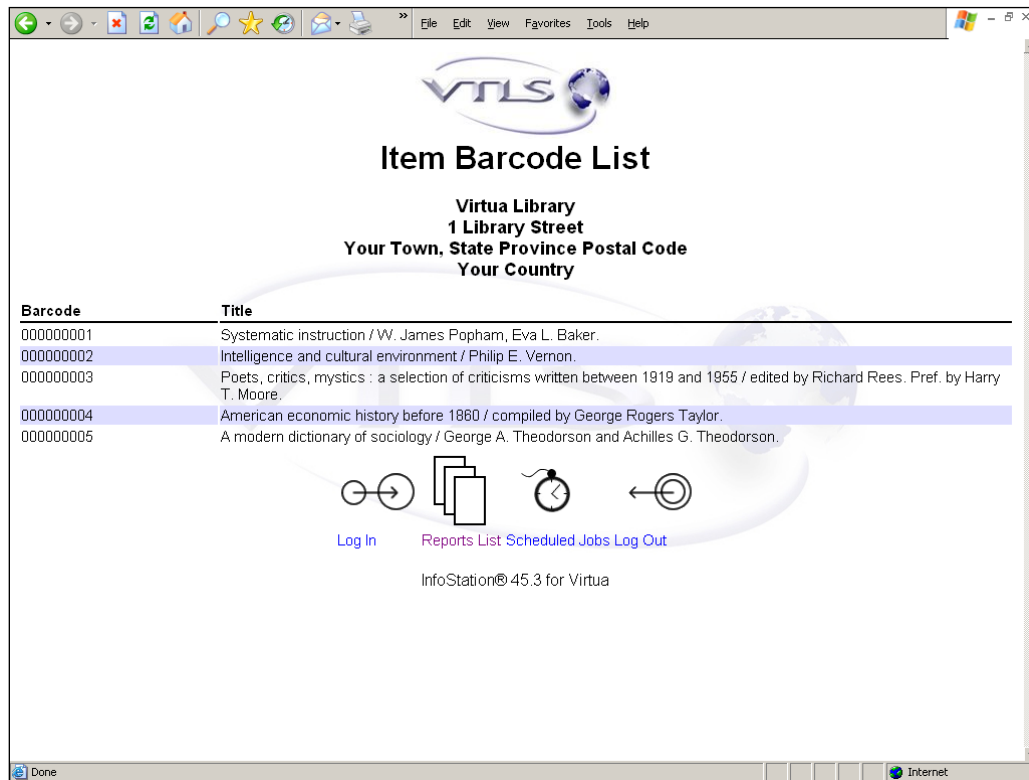 » File Edit View Favorites Tools Help
VTLS
Item Barcode List
Virtua Library
1 Library Street
Your Town, State Province Postal Code
Your Country
Barcode Title
000000001 Systematic instruction / W. James Popham, Eva L. Baker.
000000002 Intelligence and cultural environment / Philip E. Vernon.
000000003 Poets, critics, mystics : a selection of criticisms written between 1919 and 1955 / edited by Richard Rees. Pref. by Harry
T. Moore.
000000004 American economic history before 1860 / compiled by George Rogers Taylor.
000000005 A modern dictionary of sociology / George A. Theodorson and Achilles G. Theodorson.
Log In Reports List Scheduled Jobs Log Out
InfoStation® 45.3 for Virtua
Done Internet